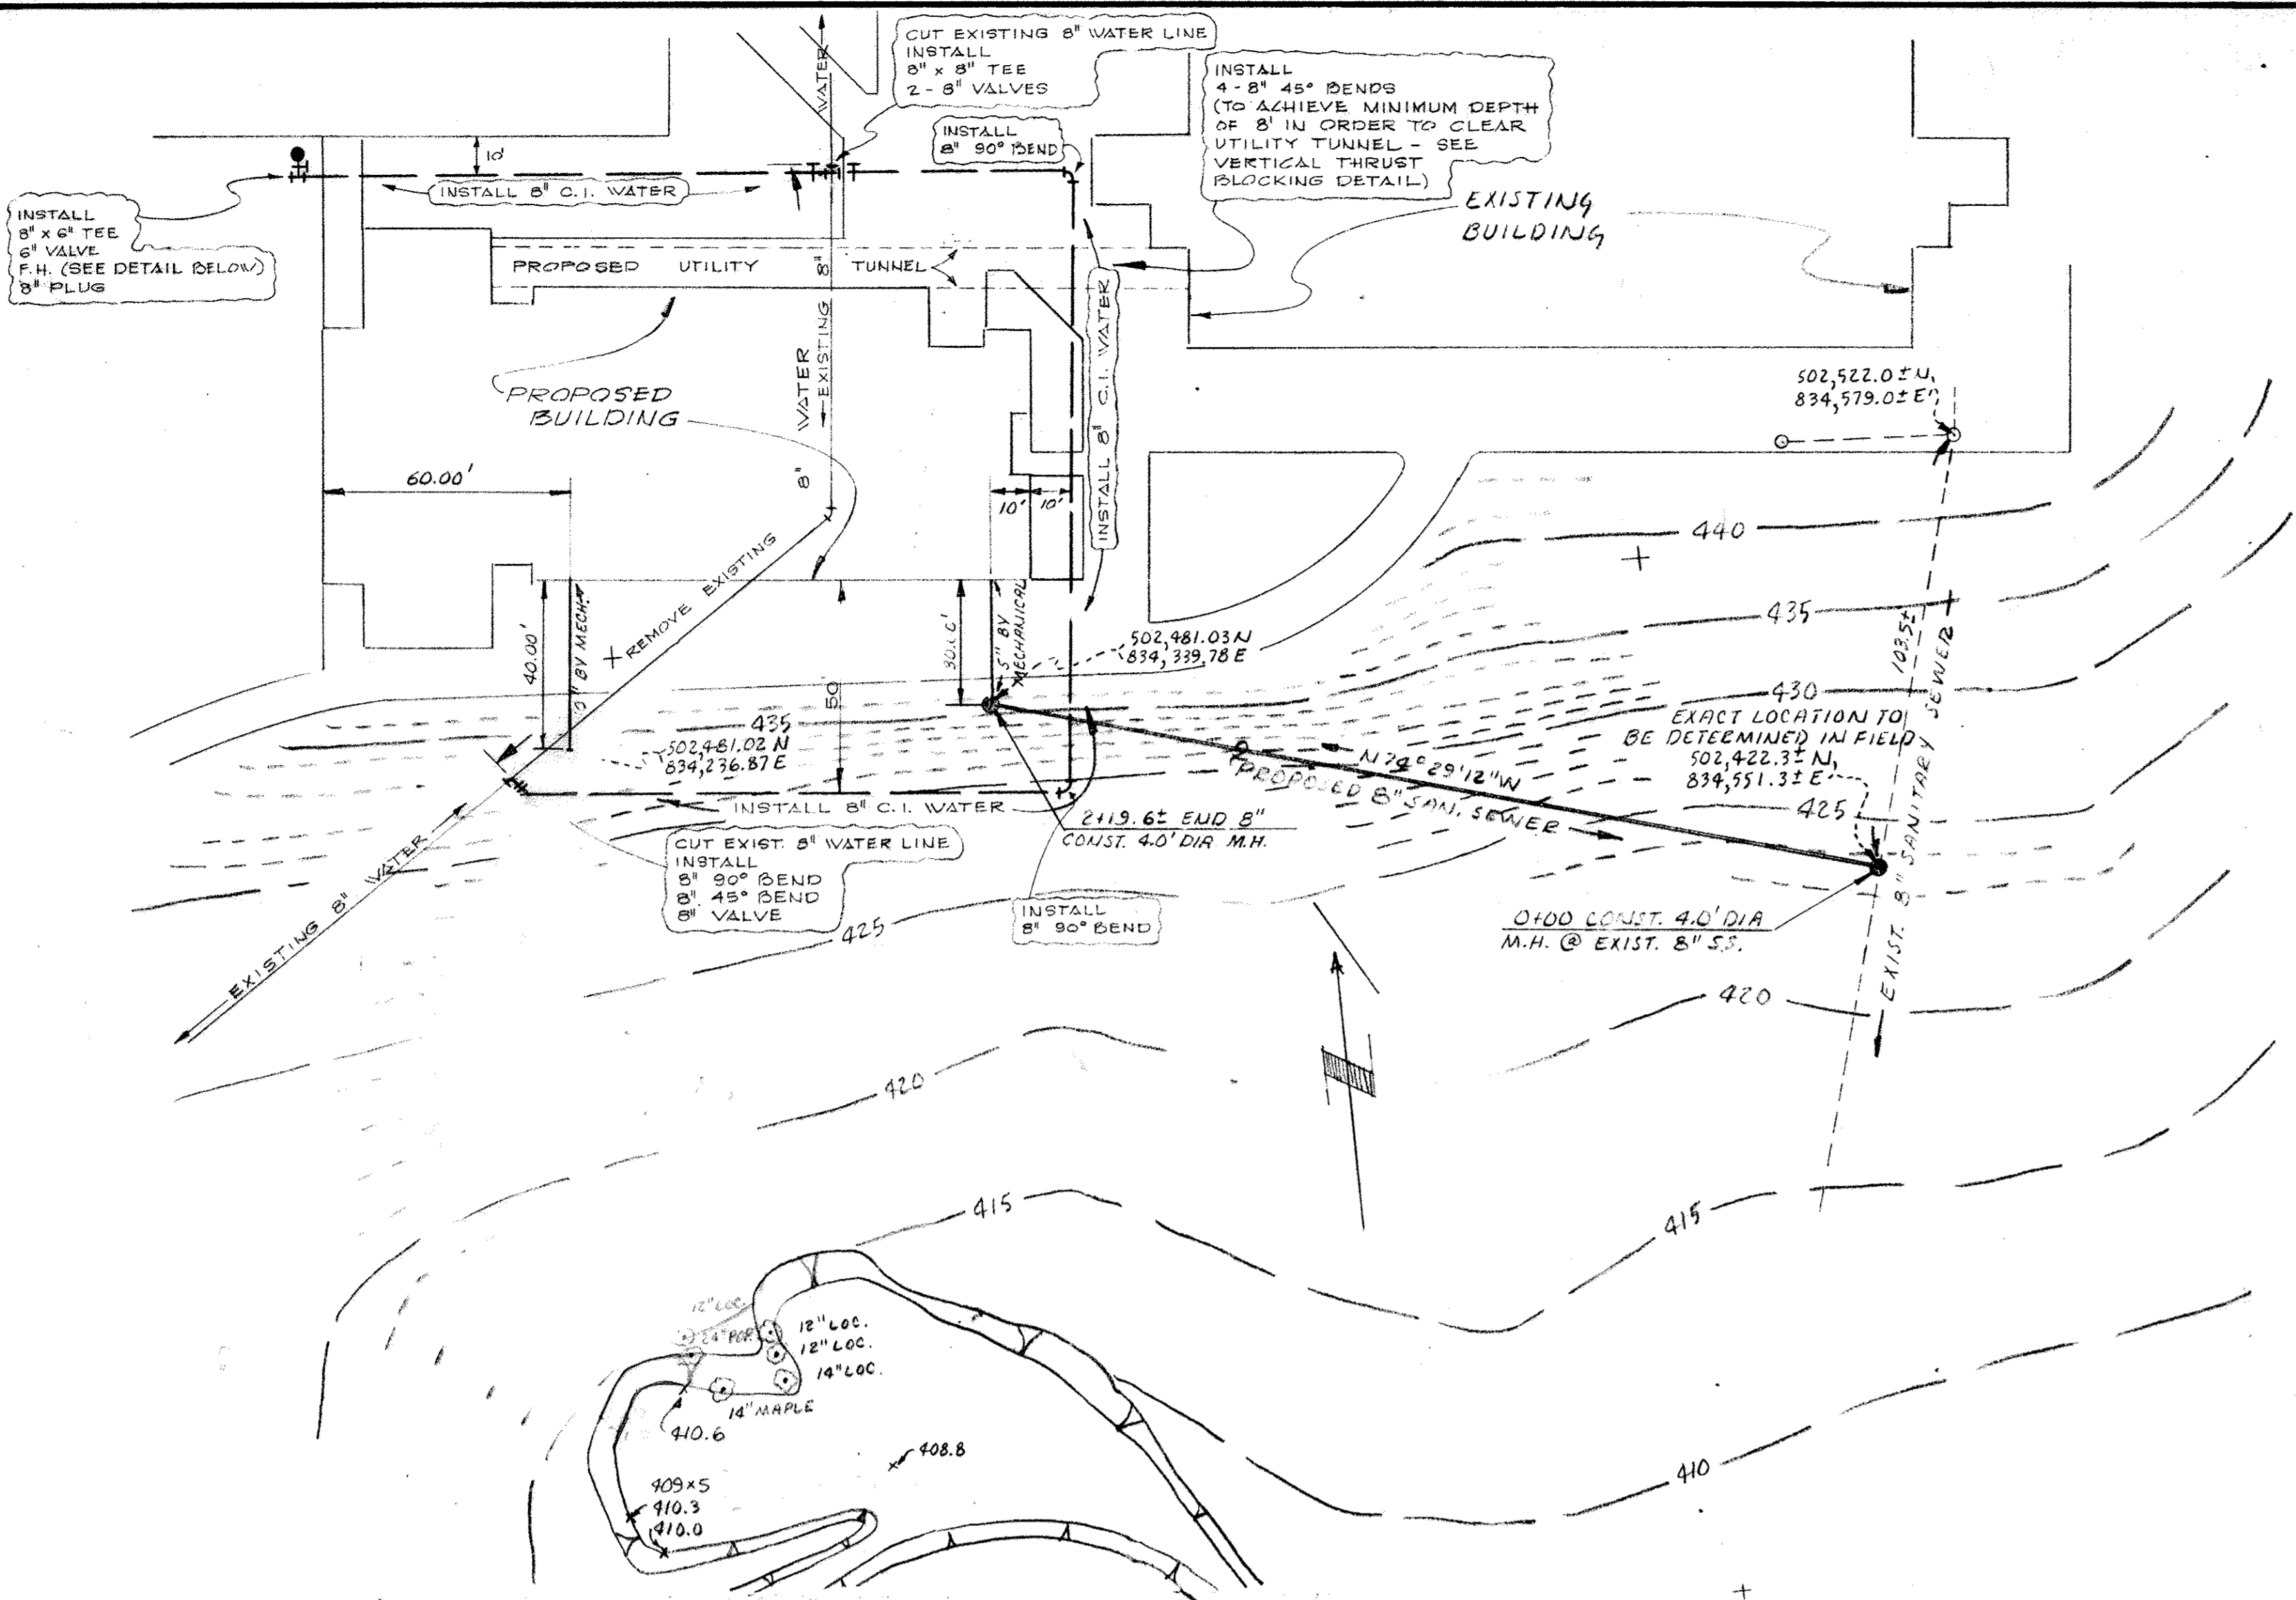 CUT EXISTING 8" WATER LINE
INSTALL
8" x 8" TEE
2 - 8" VALVES
WATER
INSTALL
4 - 8" 45° BENDS
(TO ACHIEVE MINIMUM DEPTH
OF 8' IN ORDER TO CLEAR
UTILITY TUNNEL - SEE
VERTICAL THRUST
BLOCKING DETAIL)
INSTALL
8" 90° BEND
10'
INSTALL 8" C.I. WATER
INSTALL
8" x 6" TEE
6" VALVE
F.H. (SEE DETAIL BELOW)
8" PLUG
EXISTING
BUILDING
PROPOSED UTILITY TUNNEL
8"
EXISTING
WATER
8"
INSTALL 8" C.I. WATER
PROPOSED
BUILDING
502,522.0± N,
834,579.0± E
60.00'
10' 10'
440
REMOVE EXISTING
435
103.5±
SEWER
40.00'
10" BY MECH.
50
5" BY
MECHANICAL
502,481.03 N
834,339.78 E
430
EXACT LOCATION TO
BE DETERMINED IN FIELD
502,422.3± N,
834,551.3± E
435
502,481.02 N
834,236.87 E
N 74° 29' 12" W
PROPOSED 8" SAN. SEWER
425
INSTALL 8" C.I. WATER
2+19.6± END 8"
CONST. 4.0' DIA M.H.
CUT EXIST. 8" WATER LINE
INSTALL
8" 90° BEND
8" 45° BEND
8" VALVE
EXISTING 8" WATER
425
INSTALL
8" 90° BEND
0+00 CONST. 4.0' DIA
M.H. @ EXIST. 8" S.S.
EXIST. 8" SANITARY
420
420
415
415
12" LOC.
24" POP.
12" LOC.
12" LOC.
14" LOC.
14" MAPLE
410.6
408.8
409x5
410.3
410.0
410